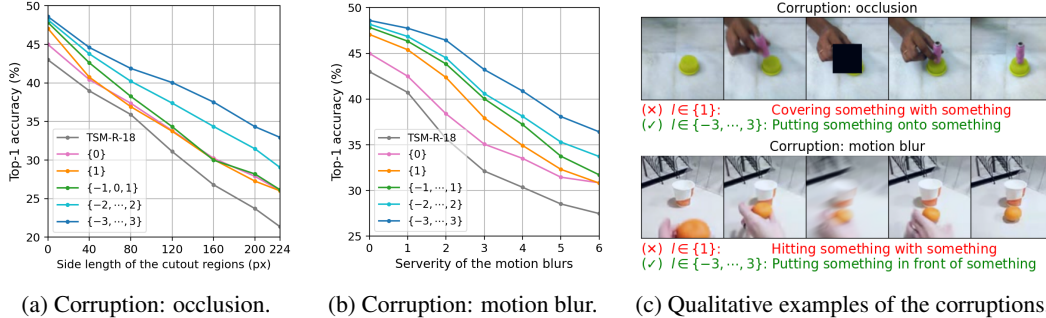 Top-1 accuracy (%)
50
45
40
35
30
25
20
TSM-R-18
{0}
{1}
{−1, 0, 1}
{−2, ⋯, 2}
{−3, ⋯, 3}
0 40 80 120 160 200 224
Side length of the cutout regions (px)
(a) Corruption: occlusion.
Top-1 accuracy (%)
50
45
40
35
30
25
TSM-R-18
{0}
{1}
{−1, ⋯, 1}
{−2, ⋯, 2}
{−3, ⋯, 3}
0 1 2 3 4 5 6
Serverity of the motion blurs
(b) Corruption: motion blur.
Corruption: occlusion
(×) l ∈ {1}: Covering something with something
(✓) l ∈ {−3, ⋯, 3}: Putting something onto something
Corruption: motion blur
(×) l ∈ {1}: Hitting something with something
(✓) l ∈ {−3, ⋯, 3}: Putting something in front of something
(c) Qualitative examples of the corruptions